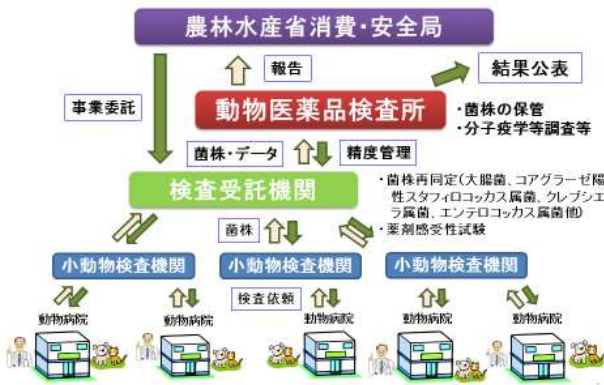 農林水産省消費・安全局
報告
結果公表
事業委託
動物医薬品検査所
・菌株の保管
・分子疫学等調査等
菌株・データ
精度管理
検査受託機関
・菌株再同定(大腸菌、コアグラーゼ陽
性スタフィロコッカス属菌、クレブシエ
ラ属菌、エンテロコッカス属菌他)
・薬剤感受性試験
菌株
小動物検査機関
小動物検査機関
小動物検査機関
検査依頼
動物病院
動物病院
動物病院
動物病院
動物病院